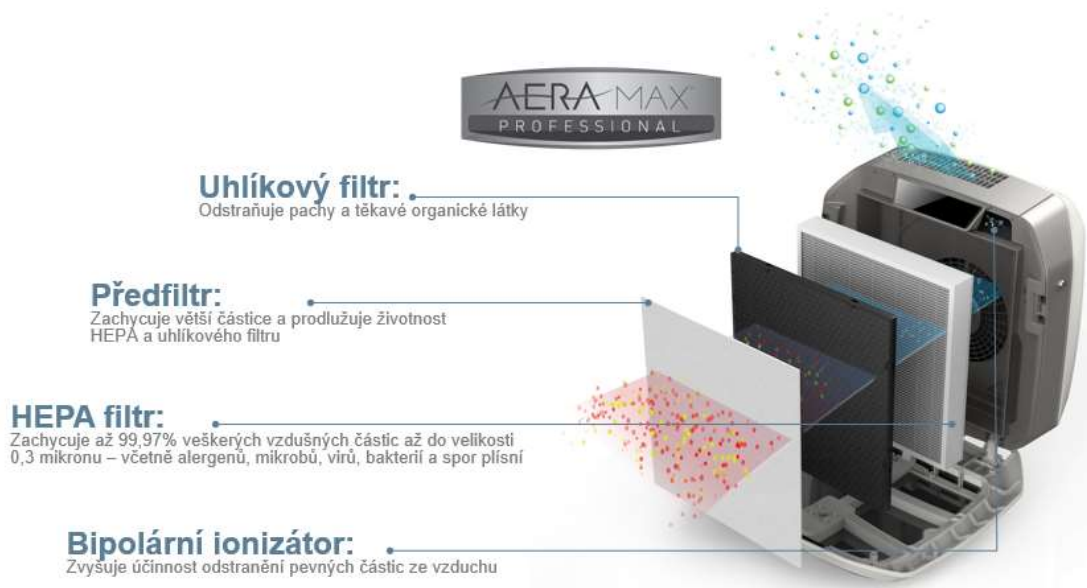 AERA MAX
PROFESSIONAL
Uhlíkový filtr:
Odstraňuje pachy a těkavé organické látky
Předfiltr:
Zachycuje větší částice a prodlužuje životnost
HEPA a uhlíkového filtru
HEPA filtr:
Zachycuje až 99,97% veškerých vzdušných částic až do velikosti
0,3 mikronu – včetně alergenů, mikrobů, virů, bakterií a spor plísní
Bipolární ionizátor:
Zvyšuje účinnost odstranění pevných částic ze vzduchu